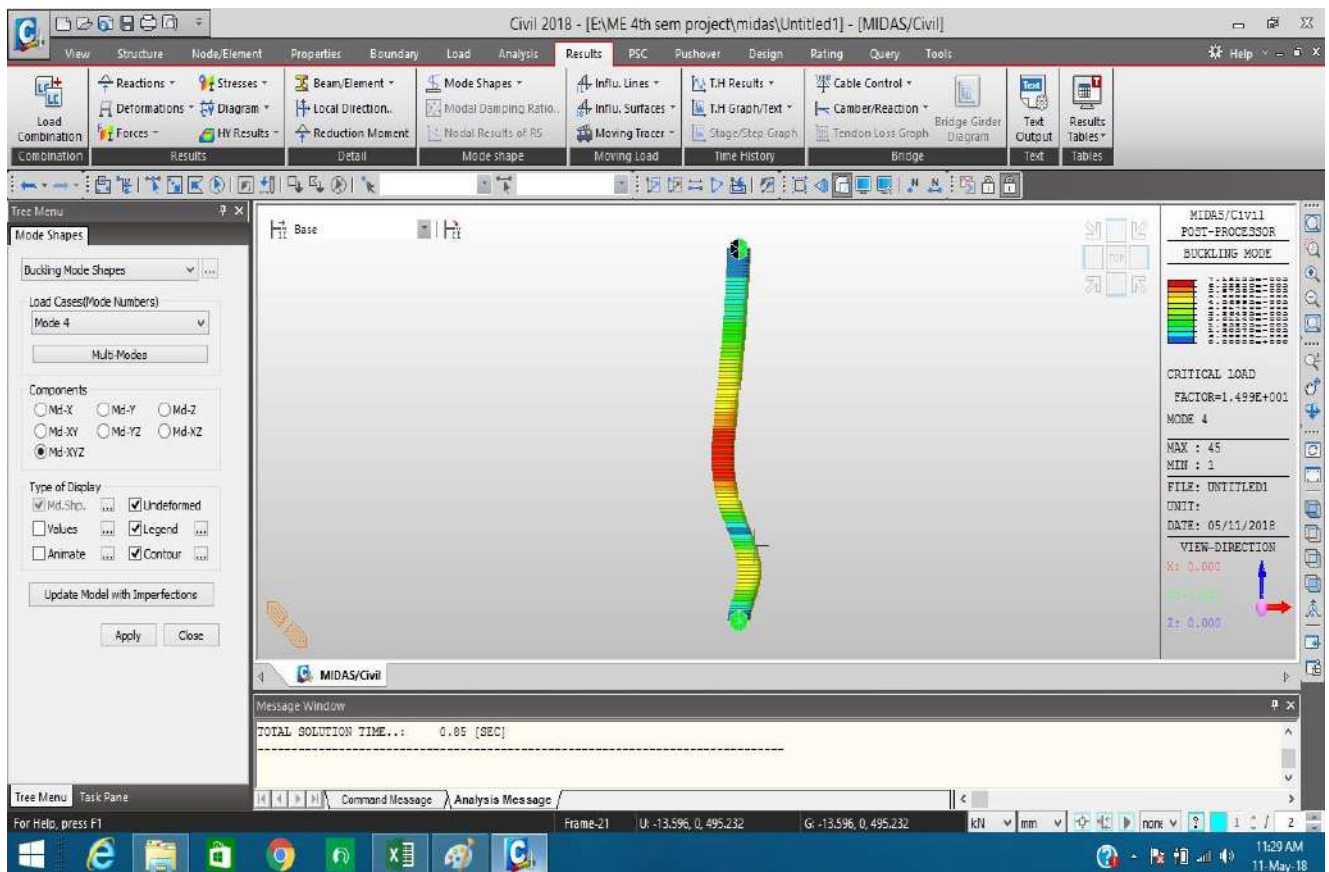 Civil 2018 - [E:\ME 4th sem project\midas\Untitled1] - [MIDAS/Civil]
View Structure Node/Element Properties Boundary Load Analysis Results PSC Pushover Design Rating Query Tools Help
Reactions Stresses Beam/Element Mode Shapes Influ. Lines T.H Results Cable Control
Deformations Diagram Local Direction.. Modal Damping Ratio.. Influ. Surfaces T.H Graph/Text Camber/Reaction
Load Combination Forces HY Results Reduction Moment Nodal Results of RS Moving Tracer Stage/Step Graph Tendon Loss Graph Bridge Girder Diagram Text Output Results Tables
Combination Results Detail Mode shape Moving Load Time History Bridge Text Tables
Tree Menu
Mode Shapes
Buckling Mode Shapes ...
Load Cases(Mode Numbers)
Mode 4
Multi-Modes
Components
Md-X Md-Y Md-Z
Md-XY Md-YZ Md-XZ
Md-XYZ
Type of Display
Md.Shp. ... Undeformed
Values ... Legend ...
Animate ... Contour ...
Update Model with Imperfections
Apply Close
Tree Menu Task Pane
Base
TOP
MIDAS/Civil
POST-PROCESSOR
BUCKLING MODE
CRITICAL LOAD
FACTOR=1.499E+001
MODE 4
MAX : 45
MIN : 1
FILE: UNTITLED1
UNIT:
DATE: 05/11/2018
VIEW-DIRECTION
X: 0.000
Z: 0.000
MIDAS/Civil
Message Window
TOTAL SOLUTION TIME..: 0.85 [SEC]
Command Message Analysis Message
For Help, press F1 Frame-21 U: -13.596, 0, 495.232 G: -13.596, 0, 495.232 kN mm none ? 1 / 2
11:29 AM
11-May-18